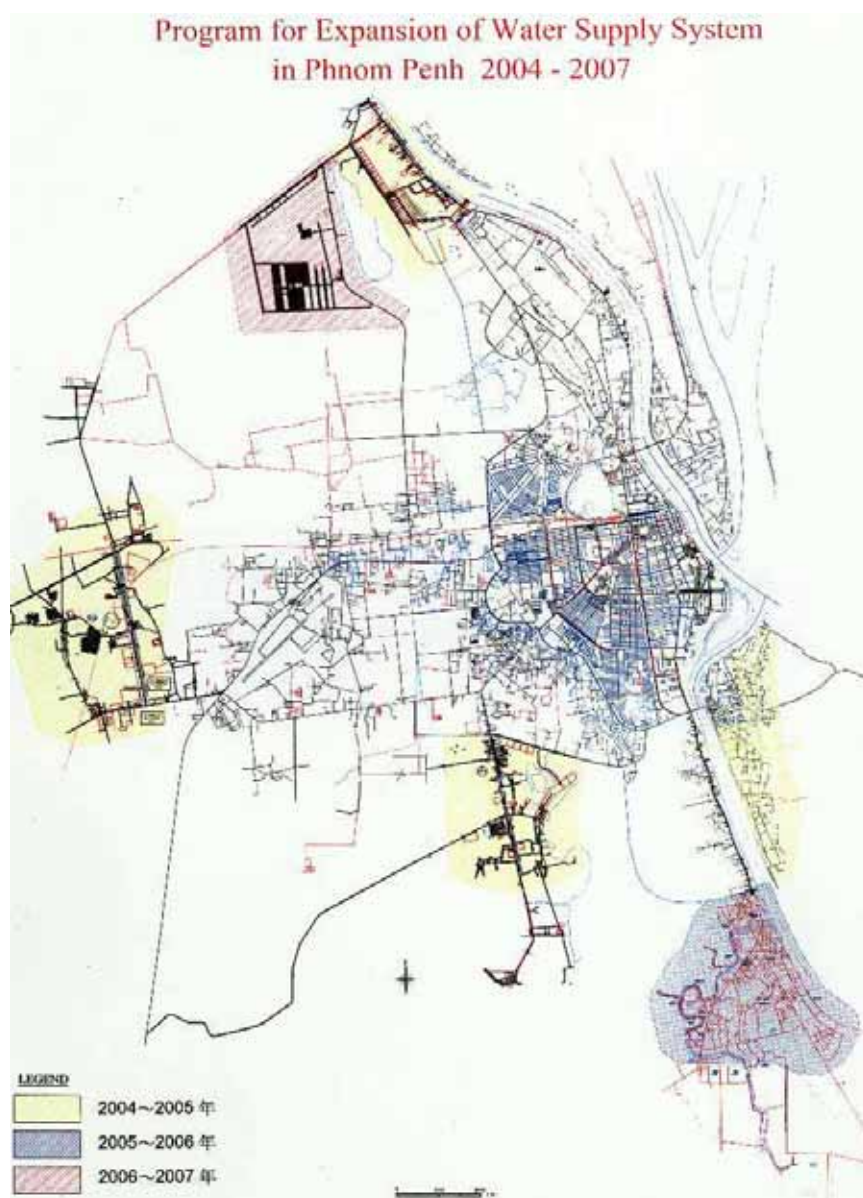 Program for Expansion of Water Supply System
in Phnom Penh 2004 - 2007
LEGEND
2004～2005 年
2005～2006 年
2006～2007 年